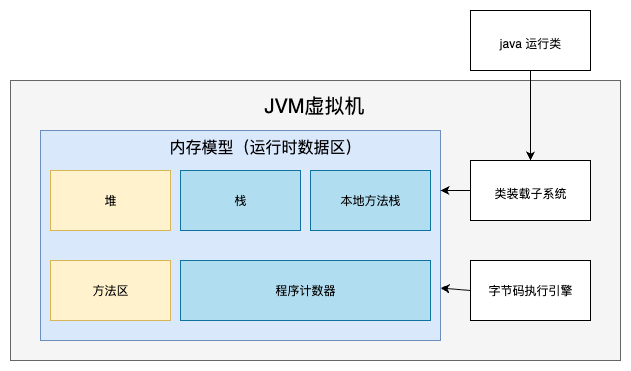 java 运行类
JVM虚拟机
内存模型（运行时数据区）
堆
栈
本地方法栈
类装载子系统
方法区
程序计数器
字节码执行引擎